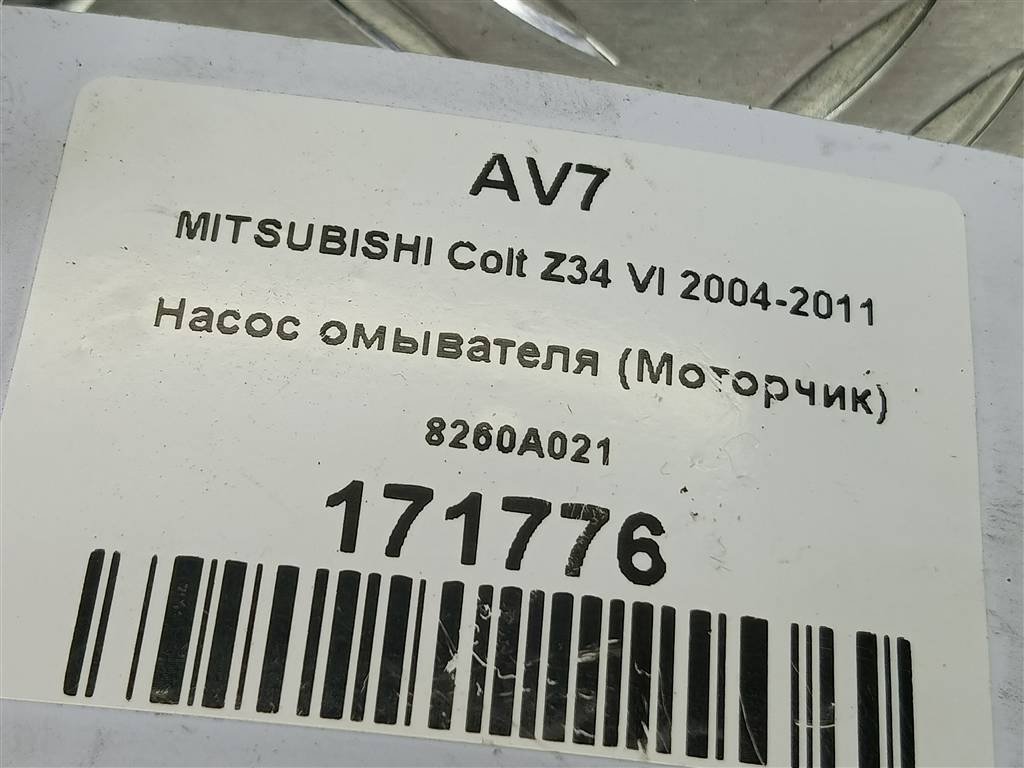 AV7
MITSUBISHI Colt Z34 VI 2004-2011
Насос омывателя (Моторчик)
8260A021
171776